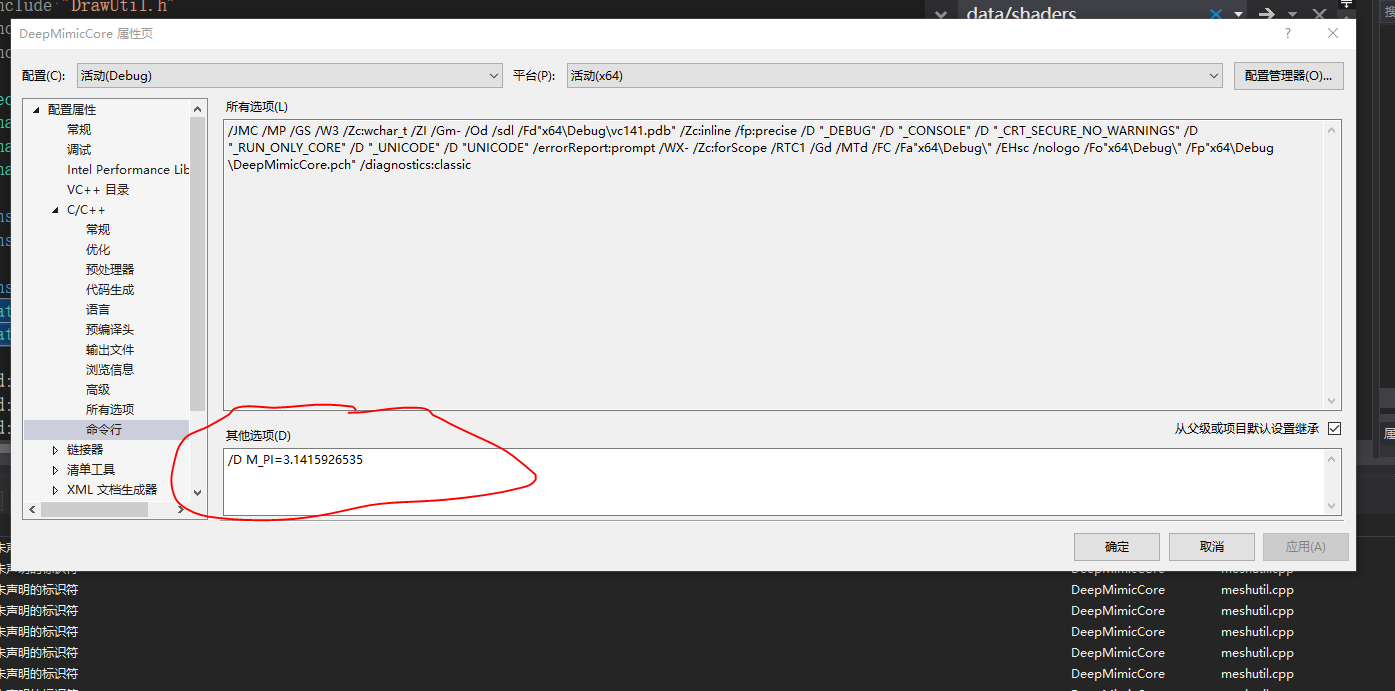 nclude "DrawUtil.h"
data/shaders
DeepMimicCore 属性页
配置(C):
活动(Debug)
平台(P):
活动(x64)
配置管理器(O)...
配置属性
常规
调试
Intel Performance Lib
VC++ 目录
C/C++
常规
优化
预处理器
代码生成
语言
预编译头
输出文件
浏览信息
高级
所有选项
命令行
链接器
清单工具
XML 文档生成器
所有选项(L)
/JMC /MP /GS /W3 /Zc:wchar_t /ZI /Gm- /Od /sdl /Fd"x64\Debug\vc141.pdb" /Zc:inline /fp:precise /D "_DEBUG" /D "_CONSOLE" /D "_CRT_SECURE_NO_WARNINGS" /D
"_RUN_ONLY_CORE" /D "_UNICODE" /D "UNICODE" /errorReport:prompt /WX- /Zc:forScope /RTC1 /Gd /MTd /FC /Fa"x64\Debug\" /EHsc /nologo /Fo"x64\Debug\" /Fp"x64\Debug
\DeepMimicCore.pch" /diagnostics:classic
从父级或项目默认设置继承
其他选项(D)
/D M_PI=3.1415926535
确定
取消
应用(A)
未声明的标识符 DeepMimicCore meshutil.cpp
未声明的标识符 DeepMimicCore meshutil.cpp
未声明的标识符 DeepMimicCore meshutil.cpp
未声明的标识符 DeepMimicCore meshutil.cpp
未声明的标识符 DeepMimicCore meshutil.cpp
未声明的标识符 DeepMimicCore meshutil.cpp